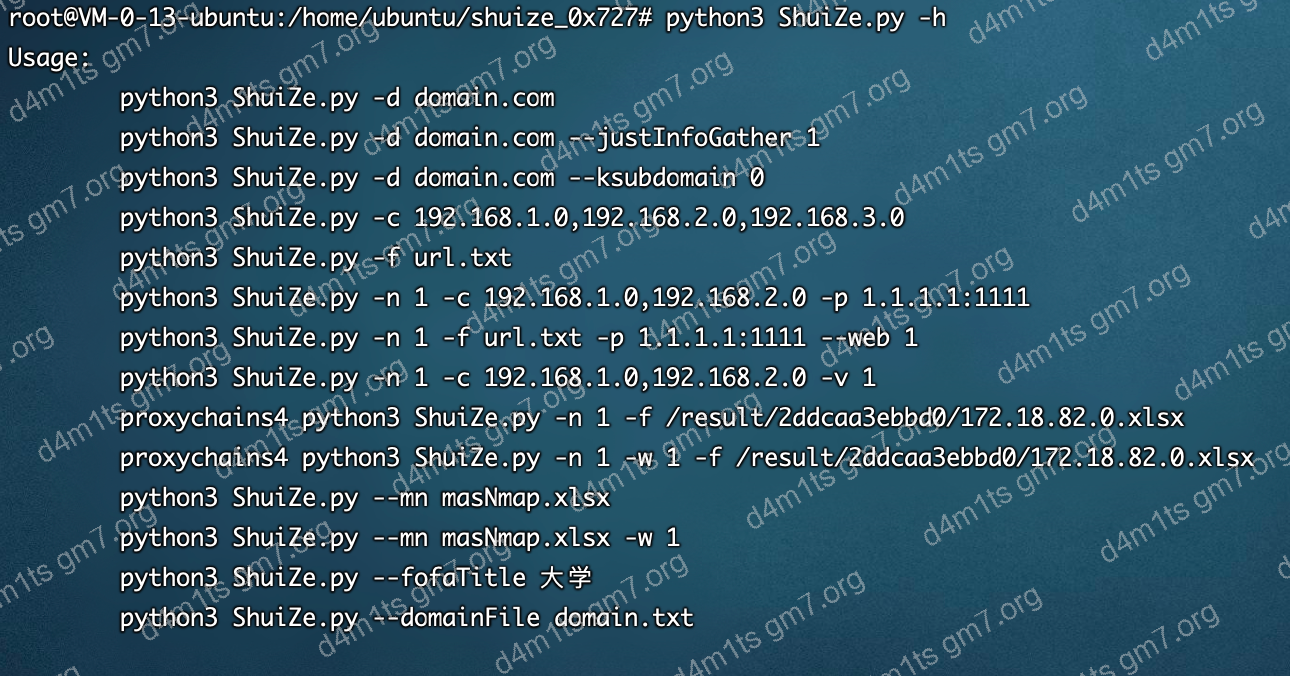 root@VM-0-13-ubuntu:/home/ubuntu/shuize_0x727# python3 ShuiZe.py -h
Usage:
python3 ShuiZe.py -d domain.com
python3 ShuiZe.py -d domain.com --justInfoGather 1
python3 ShuiZe.py -d domain.com --ksubdomain 0
python3 ShuiZe.py -c 192.168.1.0,192.168.2.0,192.168.3.0
python3 ShuiZe.py -f url.txt
python3 ShuiZe.py -n 1 -c 192.168.1.0,192.168.2.0 -p 1.1.1.1:1111
python3 ShuiZe.py -n 1 -f url.txt -p 1.1.1.1:1111 --web 1
python3 ShuiZe.py -n 1 -c 192.168.1.0,192.168.2.0 -v 1
proxychains4 python3 ShuiZe.py -n 1 -f /result/2ddcaa3ebbd0/172.18.82.0.xlsx
proxychains4 python3 ShuiZe.py -n 1 -w 1 -f /result/2ddcaa3ebbd0/172.18.82.0.xlsx
python3 ShuiZe.py --mn masNmap.xlsx
python3 ShuiZe.py --mn masNmap.xlsx -w 1
python3 ShuiZe.py --fofaTitle 大学
python3 ShuiZe.py --domainFile domain.txt
d4m1ts gm7.org